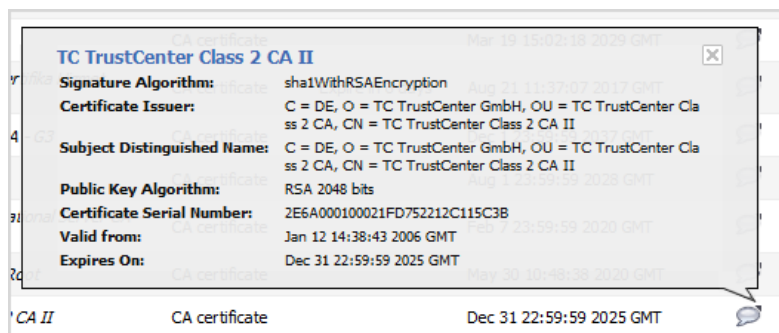 CA certificate Mar 19 15:02:18 2029 GMT
TC TrustCenter Class 2 CA II
Signature Algorithm: sha1WithRSAEncryption
Aug 21 11:37:07 2017 GMT
Certificate Issuer: C = DE, O = TC TrustCenter GmbH, OU = TC TrustCenter Cla
ss 2 CA, CN = TC TrustCenter Class 2 CA II
4 - G3
Subject Distinguished Name: C = DE, O = TC TrustCenter GmbH, OU = TC TrustCenter Cla
ss 2 CA, CN = TC TrustCenter Class 2 CA II
Aug 1 23:59:59 2028 GMT
Public Key Algorithm: RSA 2048 bits
Certificate Serial Number: 2E6A000100021FD752212C115C3B
Feb 7 23:59:59 2020 GMT
Valid from: Jan 12 14:38:43 2006 GMT
Expires On: Dec 31 22:59:59 2025 GMT
Root CA certificate May 30 10:48:38 2020 GMT
CA II CA certificate Dec 31 22:59:59 2025 GMT